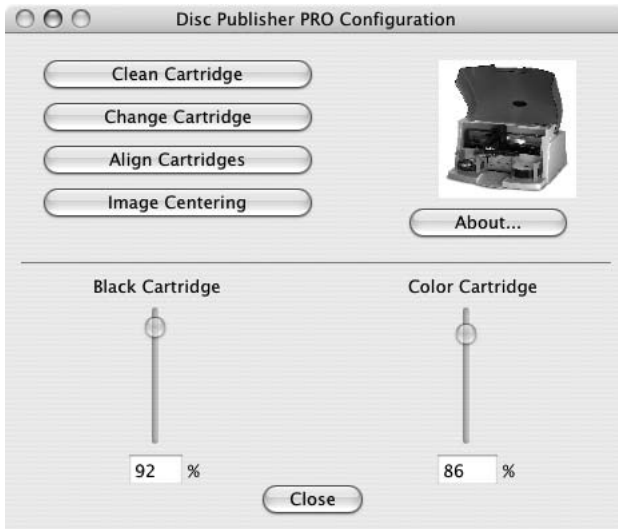 Disc Publisher PRO Configuration
Clean Cartridge
Change Cartridge
Align Cartridges
Image Centering
About...
Black Cartridge Color Cartridge
92 % 86 %
Close